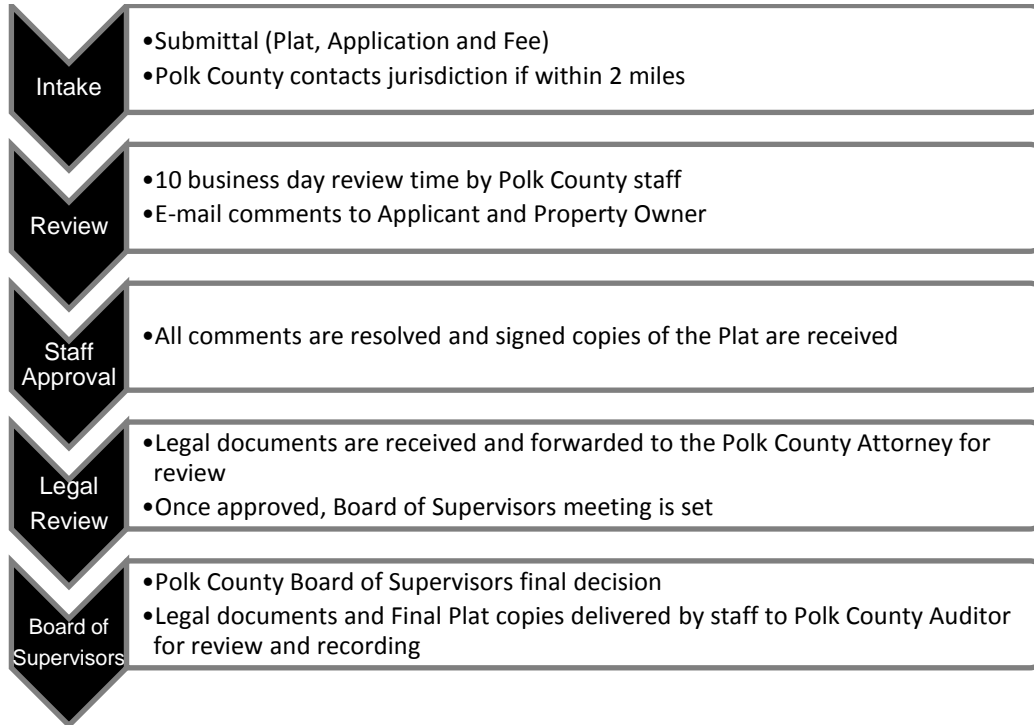 Intake
•Submittal (Plat, Application and Fee)
•Polk County contacts jurisdiction if within 2 miles
Review
•10 business day review time by Polk County staff
•E-mail comments to Applicant and Property Owner
Staff
Approval
•All comments are resolved and signed copies of the Plat are received
Legal
Review
•Legal documents are received and forwarded to the Polk County Attorney for
review
•Once approved, Board of Supervisors meeting is set
Board of
Supervisors
•Polk County Board of Supervisors final decision
•Legal documents and Final Plat copies delivered by staff to Polk County Auditor
for review and recording